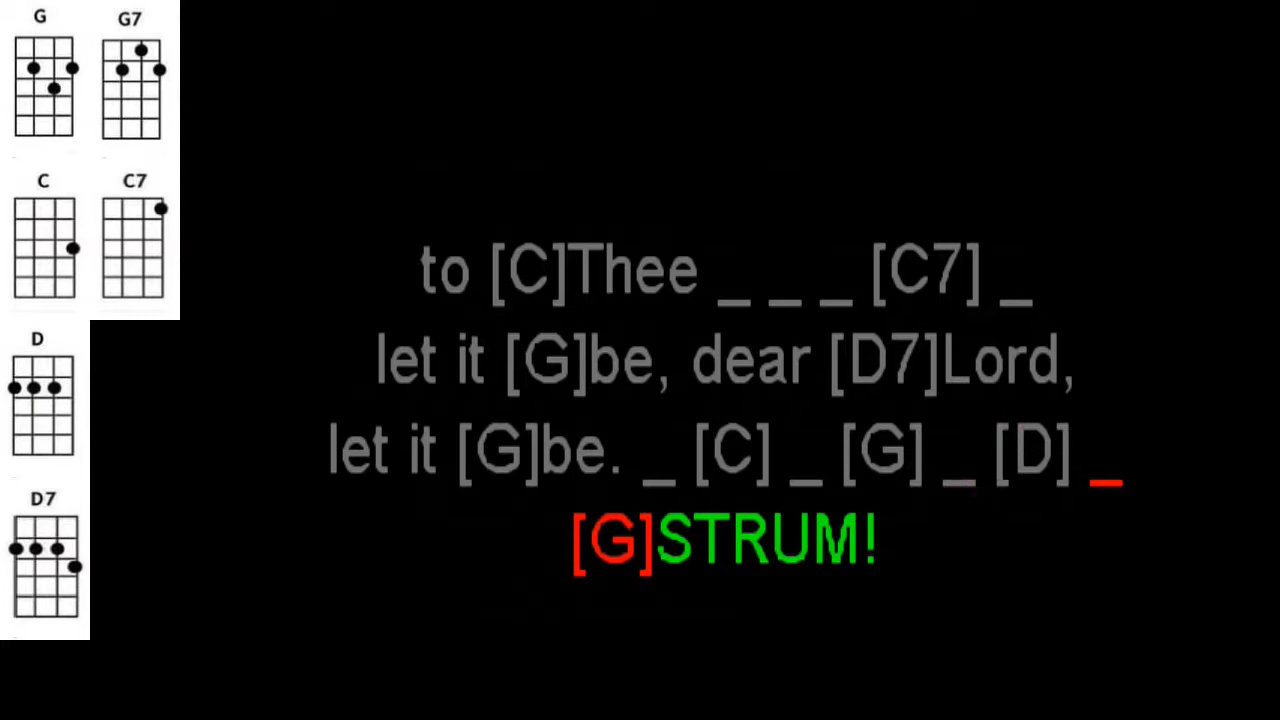 G G7
C C7
D
D7
to [C]Thee _ _ _ [C7] _
let it [G]be, dear [D7]Lord,
let it [G]be. _ [C] _ [G] _ [D] _
[G]STRUM!